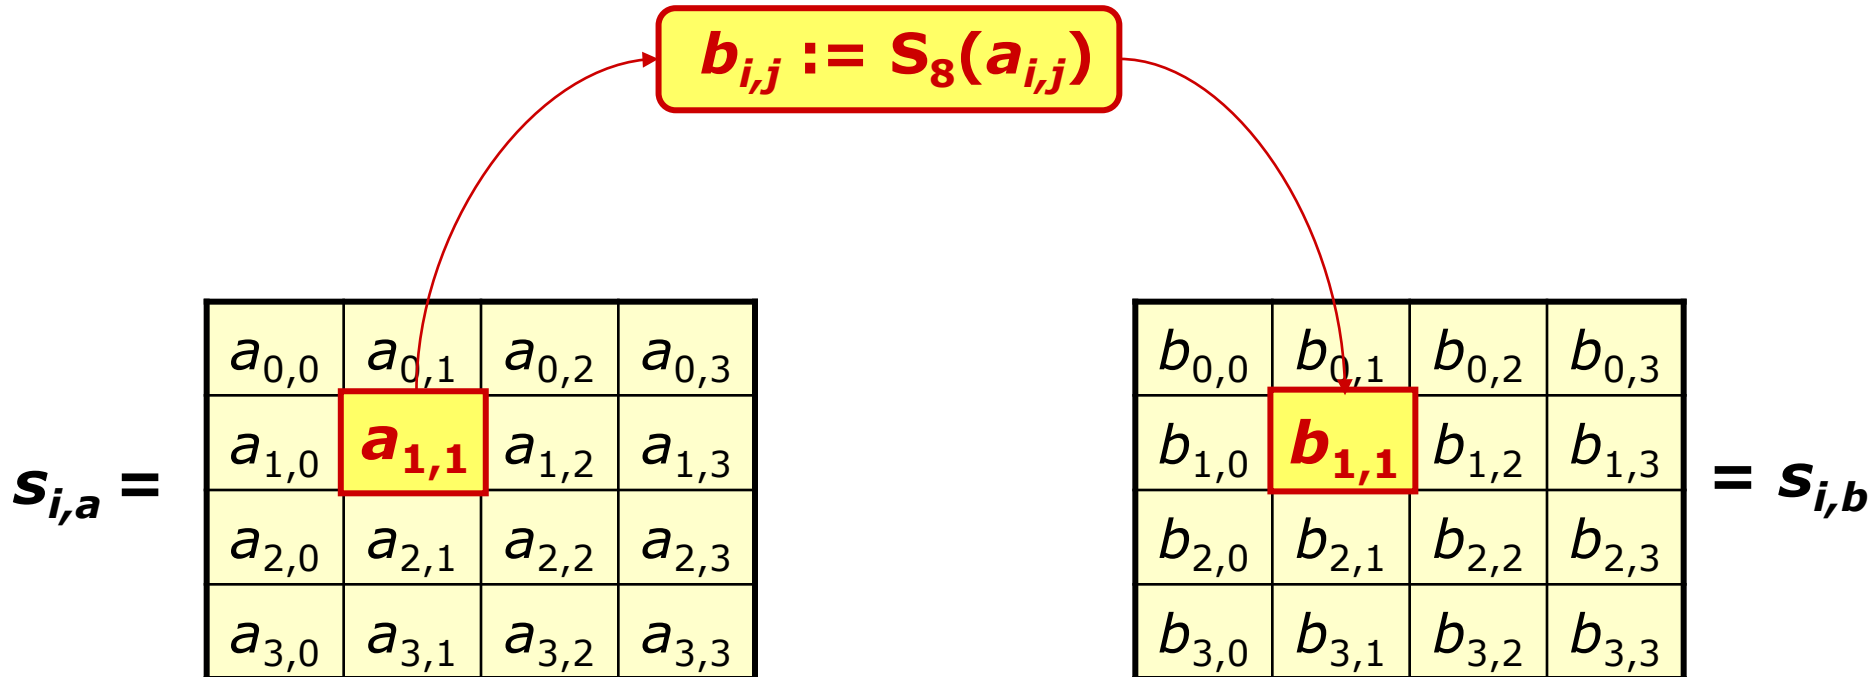 b_{i,j} := S_8(a_{i,j})
a_{0,0} a_{0,1} a_{0,2} a_{0,3}
a_{1,0} a_{1,1} a_{1,2} a_{1,3}
a_{2,0} a_{2,1} a_{2,2} a_{2,3}
a_{3,0} a_{3,1} a_{3,2} a_{3,3}
s_{i,a} =
b_{0,0} b_{0,1} b_{0,2} b_{0,3}
b_{1,0} b_{1,1} b_{1,2} b_{1,3}
b_{2,0} b_{2,1} b_{2,2} b_{2,3}
b_{3,0} b_{3,1} b_{3,2} b_{3,3}
= s_{i,b}